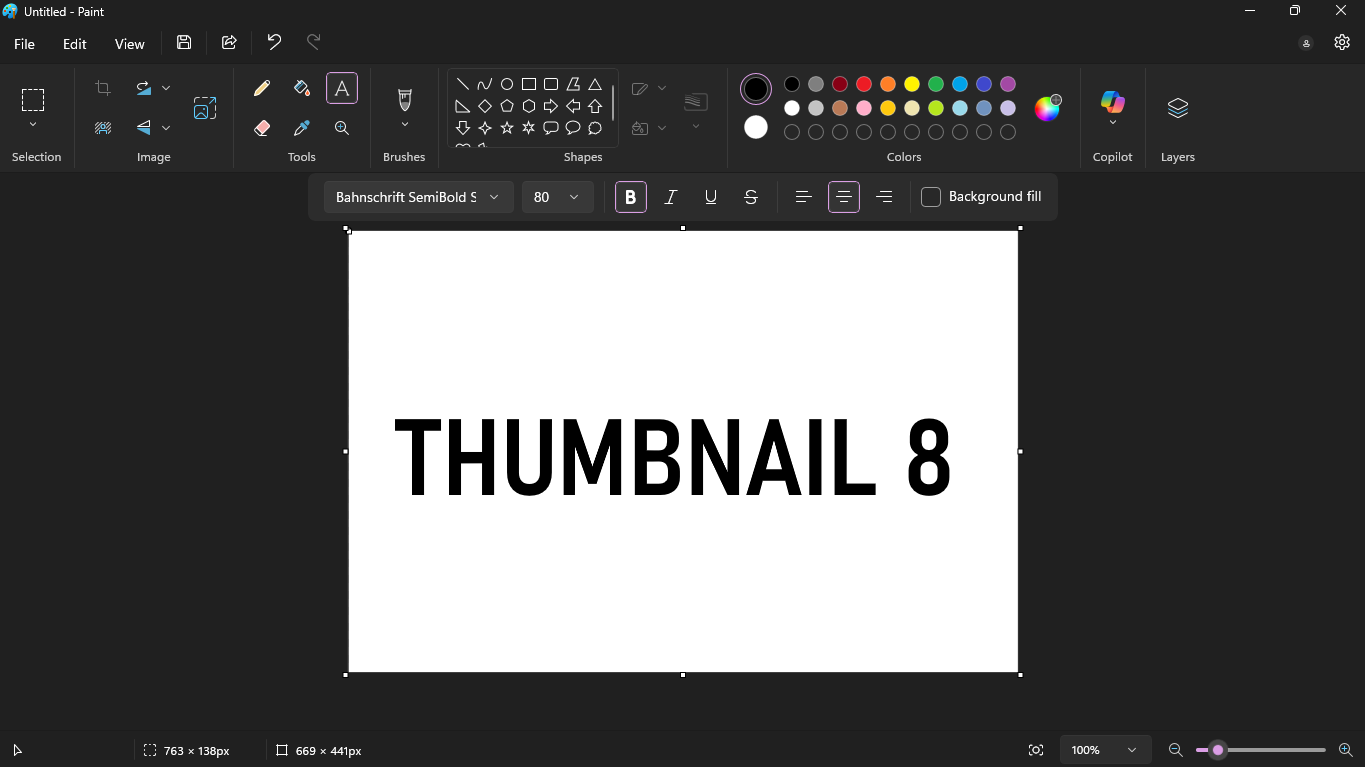 Untitled - Paint
File Edit View
Selection Image Tools Brushes Shapes Colors Copilot Layers
Bahnschrift SemiBold S 80 B I U S Background fill
THUMBNAIL 8
763 × 138px 669 × 441px 100%